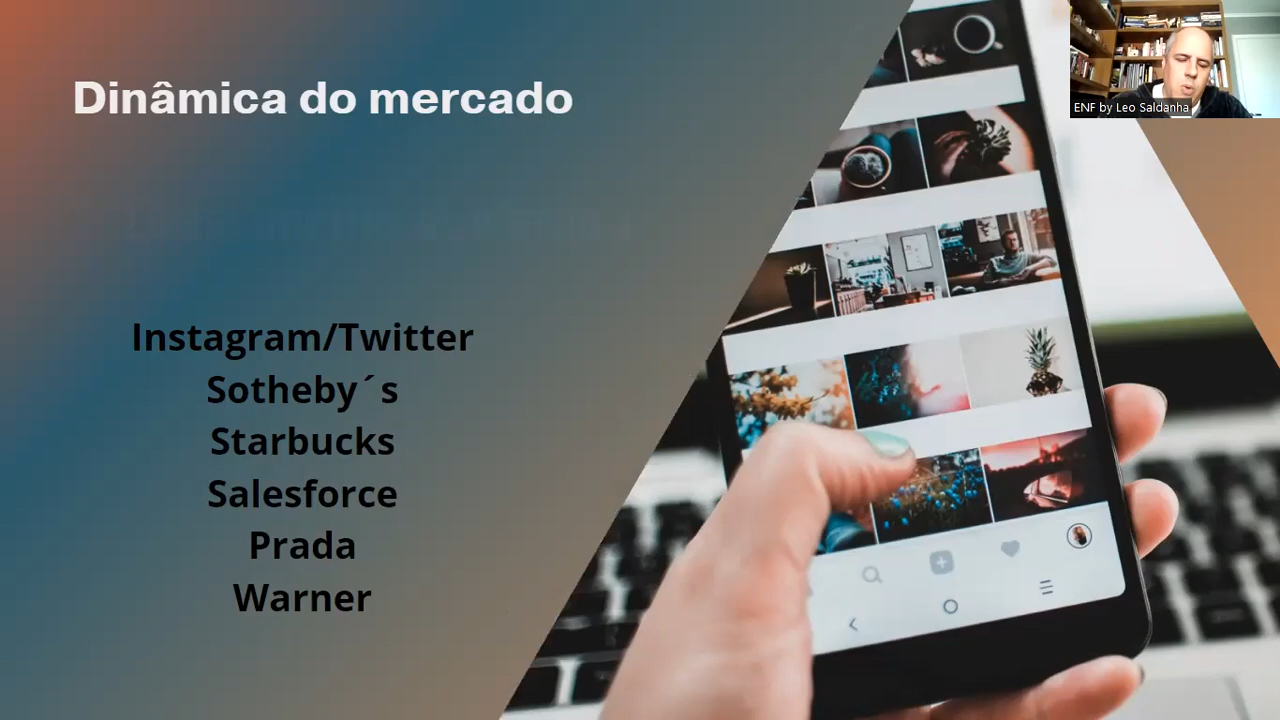 Dinâmica do mercado
ENF by Leo Saldanha
Instagram/Twitter
Sotheby´s
Starbucks
Salesforce
Prada
Warner